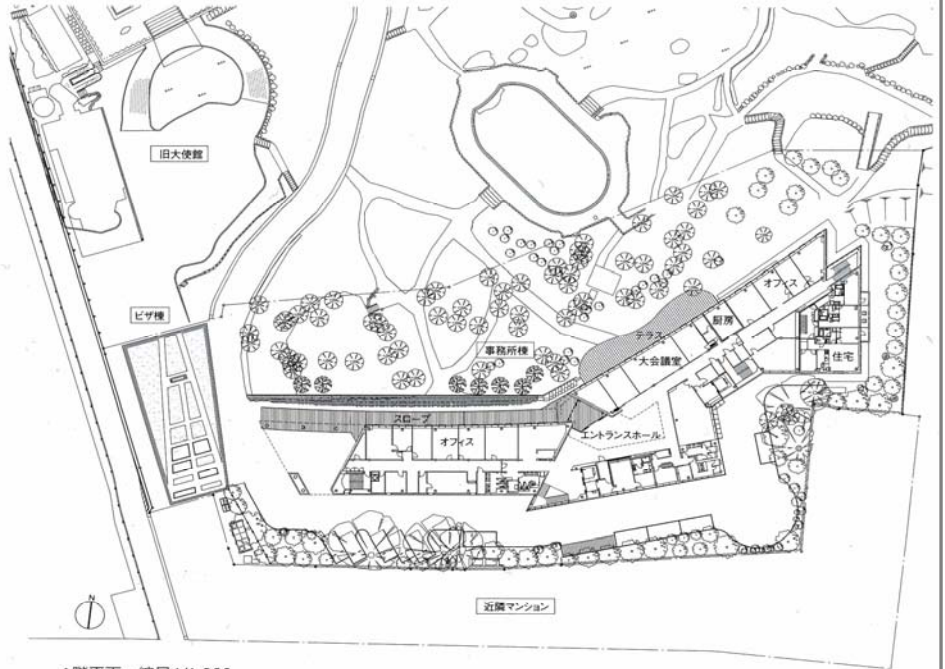 旧大使館
ビザ棟
オフィス
厨房
テラス
大会議室
事務所棟
住宅
スロープ
エントランスホール
オフィス
N
近隣マンション